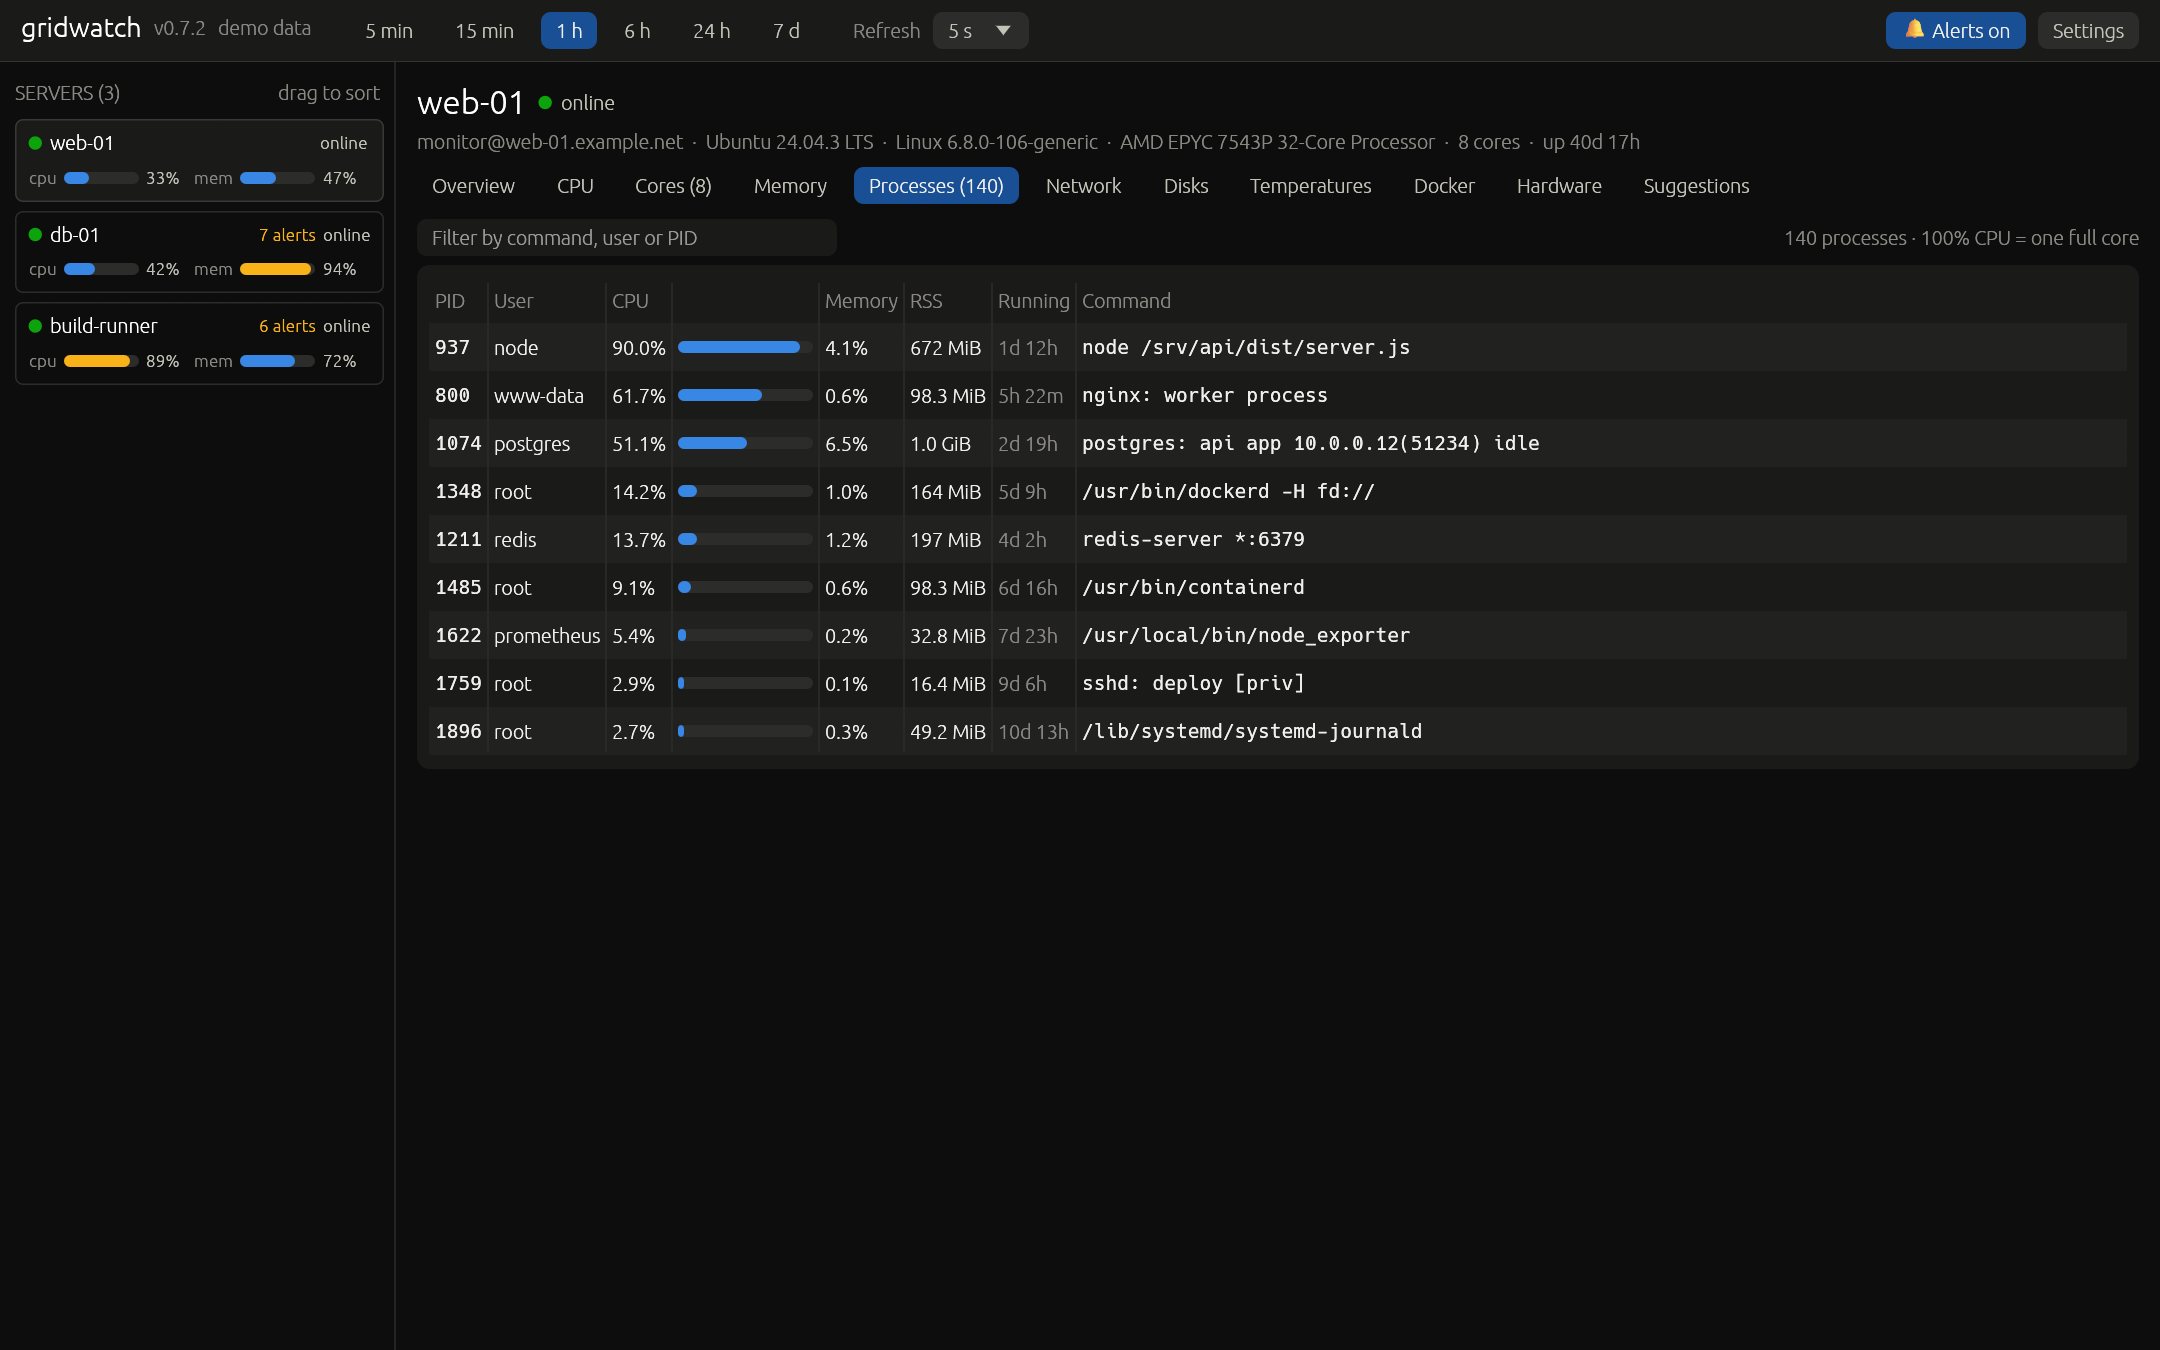 gridwatch v0.7.2 demo data 5 min 15 min 1 h 6 h 24 h 7 d Refresh 5 s Alerts on Settings
SERVERS (3) drag to sort
web-01 online
cpu 33% mem 47%
db-01 7 alerts online
cpu 42% mem 94%
build-runner 6 alerts online
cpu 89% mem 72%
web-01 online
monitor@web-01.example.net · Ubuntu 24.04.3 LTS · Linux 6.8.0-106-generic · AMD EPYC 7543P 32-Core Processor · 8 cores · up 40d 17h
Overview CPU Cores (8) Memory Processes (140) Network Disks Temperatures Docker Hardware Suggestions
Filter by command, user or PID 140 processes · 100% CPU = one full core
PID User CPU Memory RSS Running Command
937 node 90.0% 4.1% 672 MiB 1d 12h node /srv/api/dist/server.js
800 www-data 61.7% 0.6% 98.3 MiB 5h 22m nginx: worker process
1074 postgres 51.1% 6.5% 1.0 GiB 2d 19h postgres: api app 10.0.0.12(51234) idle
1348 root 14.2% 1.0% 164 MiB 5d 9h /usr/bin/dockerd -H fd://
1211 redis 13.7% 1.2% 197 MiB 4d 2h redis-server *:6379
1485 root 9.1% 0.6% 98.3 MiB 6d 16h /usr/bin/containerd
1622 prometheus 5.4% 0.2% 32.8 MiB 7d 23h /usr/local/bin/node_exporter
1759 root 2.9% 0.1% 16.4 MiB 9d 6h sshd: deploy [priv]
1896 root 2.7% 0.3% 49.2 MiB 10d 13h /lib/systemd/systemd-journald